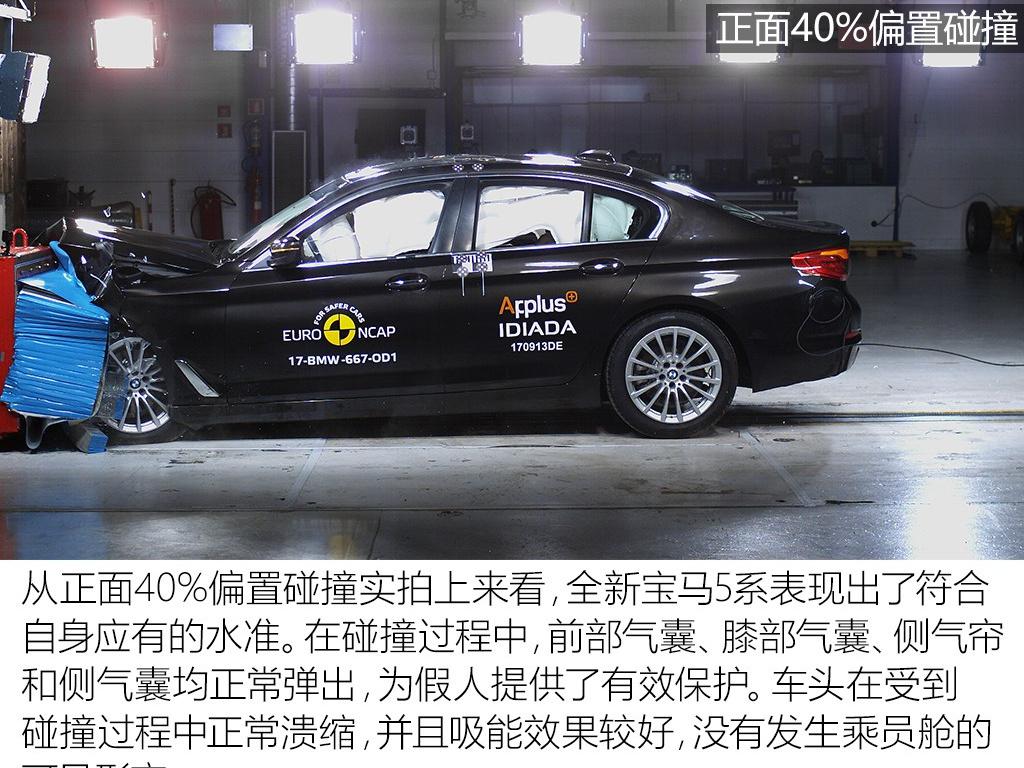 正面40%偏置碰撞
FOR SAFER CARS
EURO NCAP
17-BMW-667-OD1
Applus+
IDIADA
170913DE
从正面40%偏置碰撞实拍上来看,全新宝马5系表现出了符合
自身应有的水准。在碰撞过程中,前部气囊、膝部气囊、侧气帘
和侧气囊均正常弹出,为假人提供了有效保护。车头在受到
碰撞过程中正常溃缩,并且吸能效果较好,没有发生乘员舱的